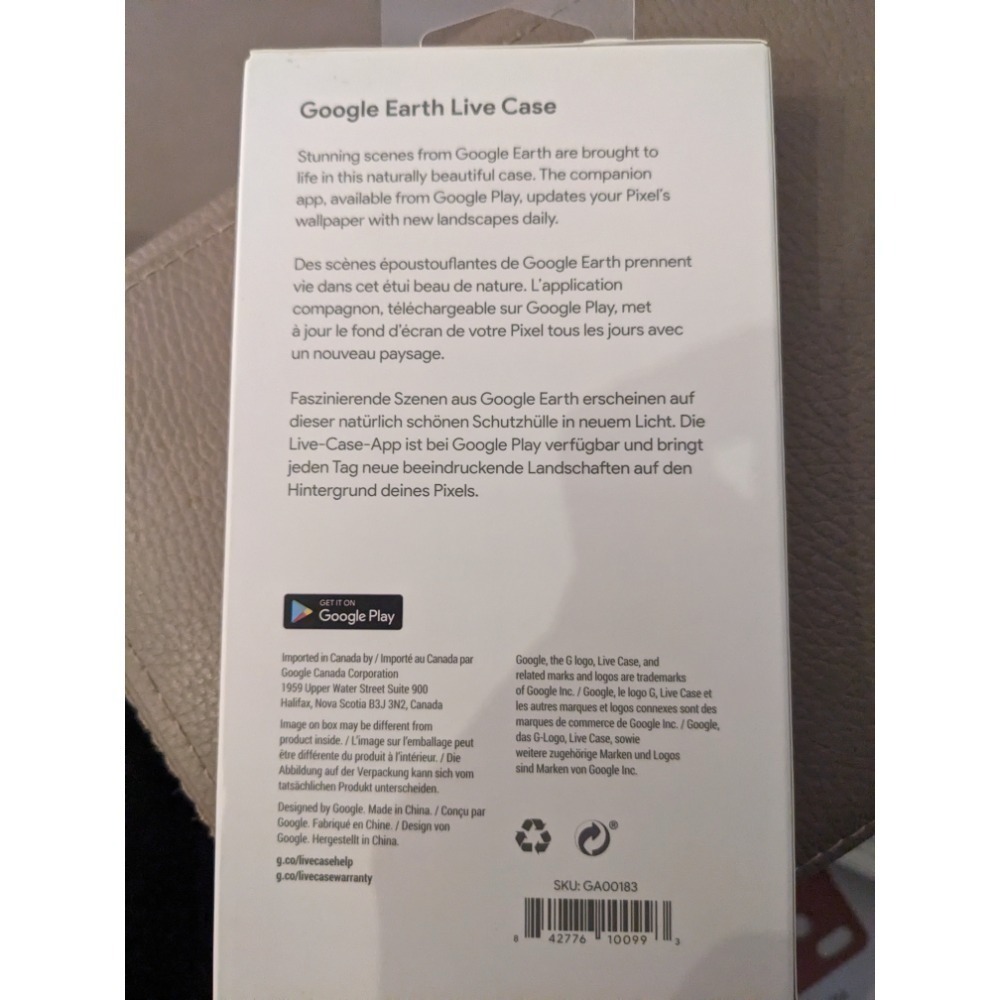 Google Earth Live Case
Stunning scenes from Google Earth are brought to
life in this naturally beautiful case. The companion
app, available from Google Play, updates your Pixel's
wallpaper with new landscapes daily.
Des scènes époustouflantes de Google Earth prennent
vie dans cet étui beau de nature. L'application
compagnon, téléchargeable sur Google Play, met
à jour le fond d'écran de votre Pixel tous les jours avec
un nouveau paysage.
Faszinierende Szenen aus Google Earth erscheinen auf
dieser natürlich schönen Schutzhülle in neuem Licht. Die
Live-Case-App ist bei Google Play verfügbar und bringt
jeden Tag neue beeindruckende Landschaften auf den
Hintergrund deines Pixels.
GET IT ON
Google Play
Imported in Canada by / Importé au Canada par
Google Canada Corporation
1959 Upper Water Street Suite 900
Halifax, Nova Scotia B3J 3N2, Canada
Image on box may be different from
product inside. / L'image sur l'emballage peut
être différente du produit à l'intérieur. / Die
Abbildung auf der Verpackung kann sich vom
tatsächlichen Produkt unterscheiden.
Designed by Google. Made in China. / Conçu par
Google. Fabriqué en Chine. / Design von
Google. Hergestellt in China.
g.co/livecasehelp
g.co/livecasewarranty
Google, the G logo, Live Case, and
related marks and logos are trademarks
of Google Inc. / Google, le logo G, Live Case et
les autres marques et logos connexes sont des
marques de commerce de Google Inc. / Google,
das G-Logo, Live Case, sowie
weitere zugehörige Marken und Logos
sind Marken von Google Inc.
®
SKU: GA00183
8 42776 10099 3